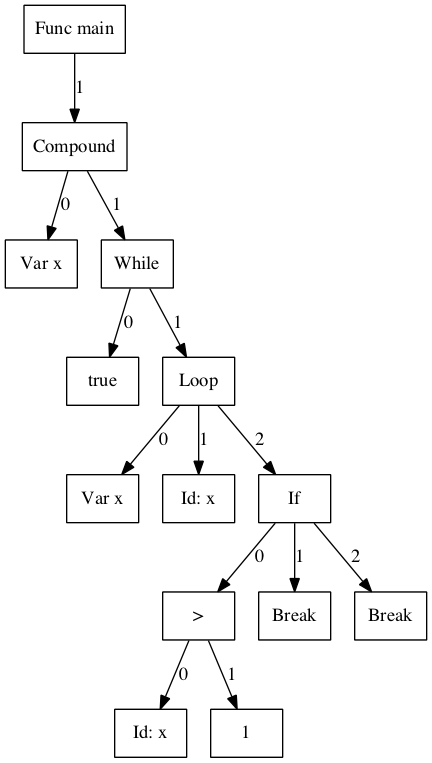 Func main
1
Compound
0 1
Var x While
0 1
true Loop
0 1 2
Var x Id: x If
0 1 2
> Break Break
0 1
Id: x 1